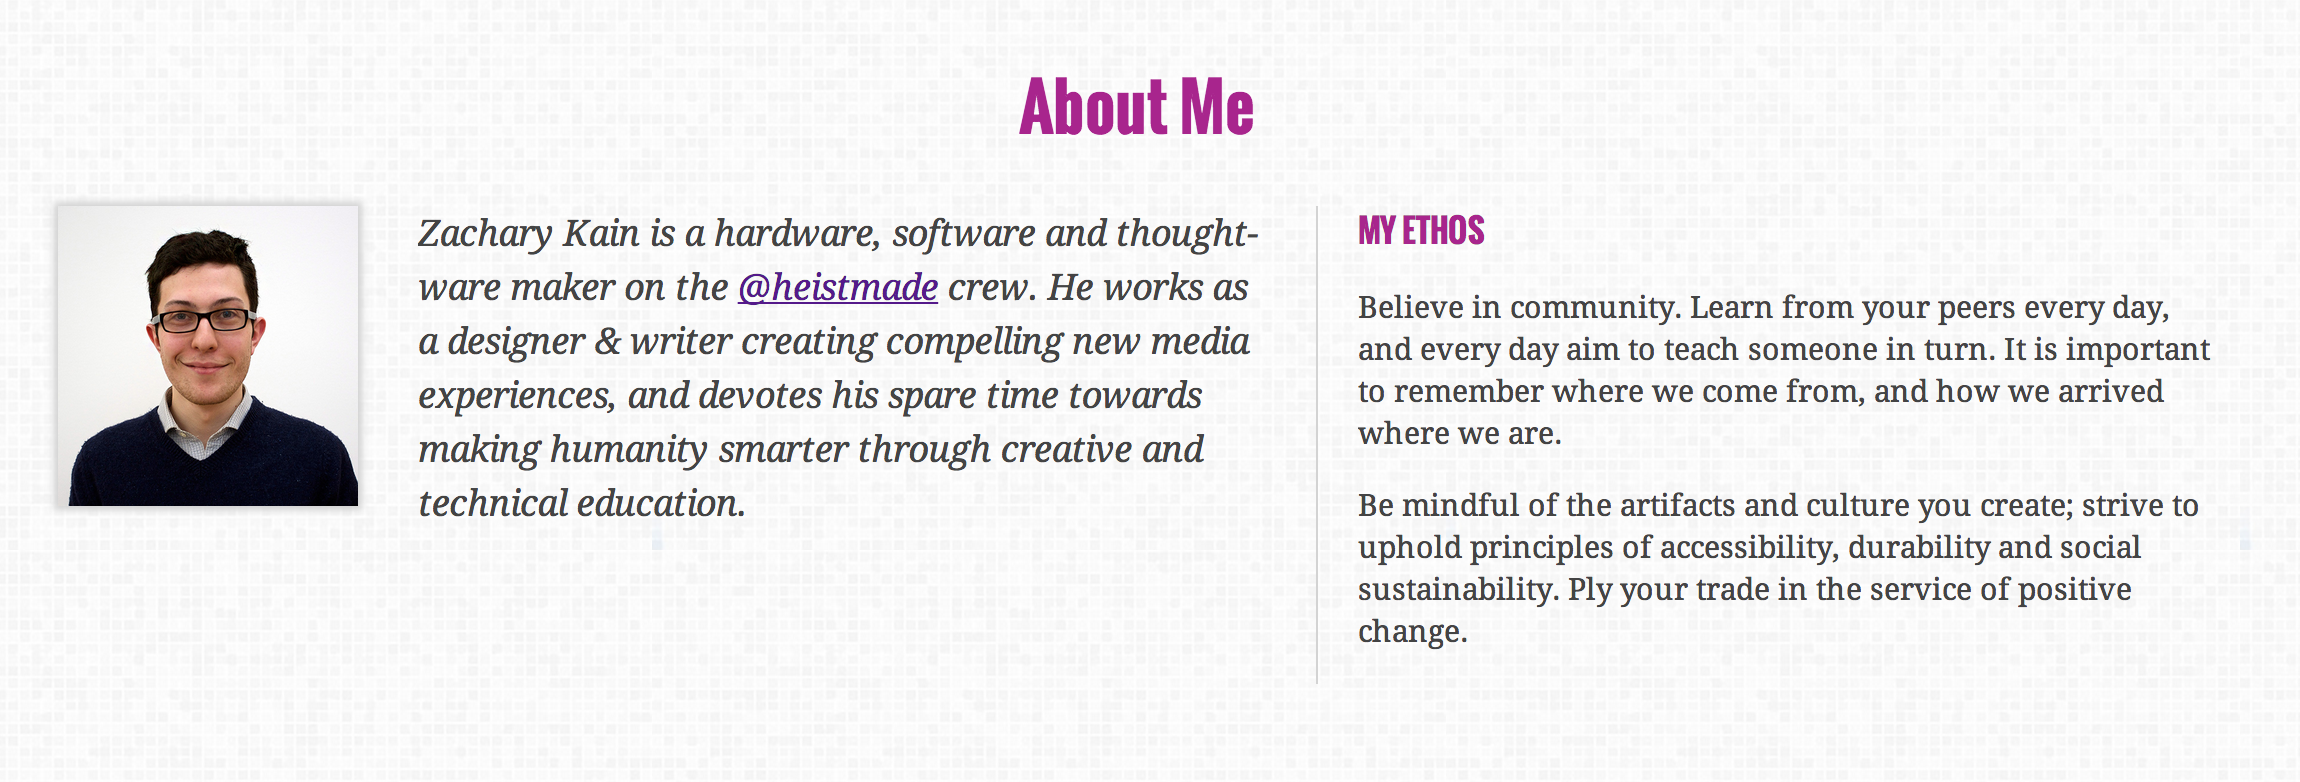 About Me
Zachary Kain is a hardware, software and thought-
ware maker on the @heistmade crew. He works as
a designer & writer creating compelling new media
experiences, and devotes his spare time towards
making humanity smarter through creative and
technical education.
MY ETHOS
Believe in community. Learn from your peers every day,
and every day aim to teach someone in turn. It is important
to remember where we come from, and how we arrived
where we are.
Be mindful of the artifacts and culture you create; strive to
uphold principles of accessibility, durability and social
sustainability. Ply your trade in the service of positive
change.